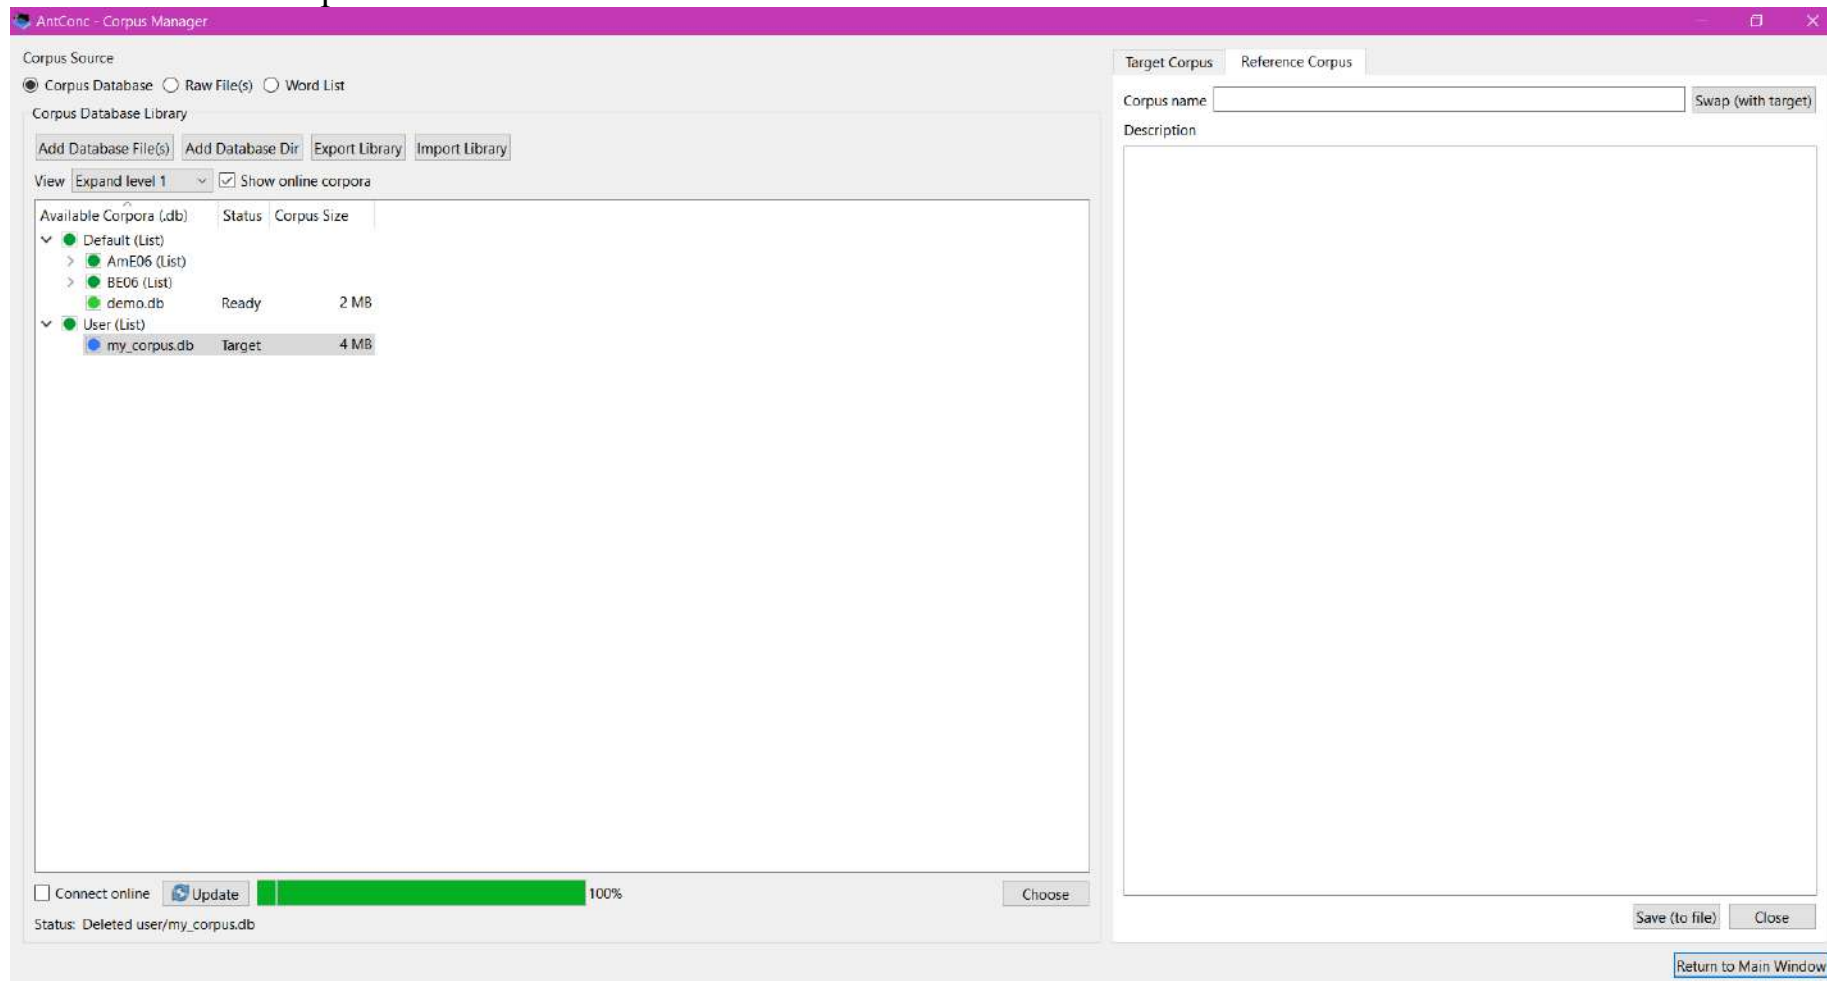 AntConc - Corpus Manager
Corpus Source
Corpus Database Raw File(s) Word List
Corpus Database Library
Add Database File(s) Add Database Dir Export Library Import Library
View Expand level 1 Show online corpora
Available Corpora (.db) Status Corpus Size
Default (List)
AmE06 (List)
BE06 (List)
demo.db Ready 2 MB
User (List)
my_corpus.db Target 4 MB
Connect online Update 100% Choose
Status: Deleted user/my_corpus.db
Target Corpus Reference Corpus
Corpus name Swap (with target)
Description
Save (to file) Close
Return to Main Window